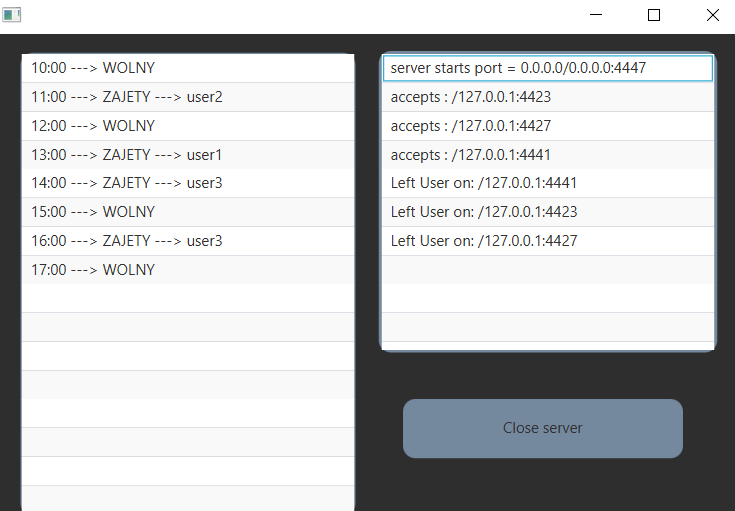 10:00 ---> WOLNY
11:00 ---> ZAJETY ---> user2
12:00 ---> WOLNY
13:00 ---> ZAJETY ---> user1
14:00 ---> ZAJETY ---> user3
15:00 ---> WOLNY
16:00 ---> ZAJETY ---> user3
17:00 ---> WOLNY
server starts port = 0.0.0.0/0.0.0.0:4447
accepts : /127.0.0.1:4423
accepts : /127.0.0.1:4427
accepts : /127.0.0.1:4441
Left User on: /127.0.0.1:4441
Left User on: /127.0.0.1:4423
Left User on: /127.0.0.1:4427
Close server